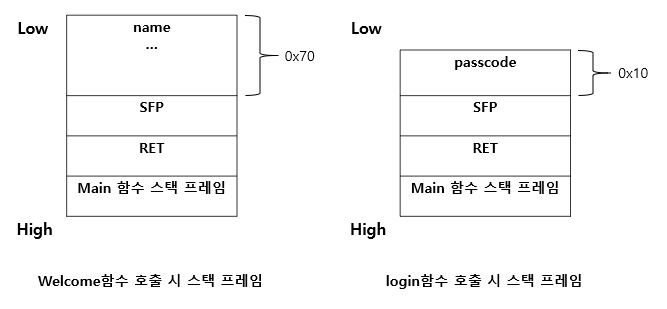 Low
name
...
0x70
SFP
RET
Main 함수 스택 프레임
High
Welcome함수 호출 시 스택 프레임
Low
passcode
0x10
SFP
RET
Main 함수 스택 프레임
High
login함수 호출 시 스택 프레임